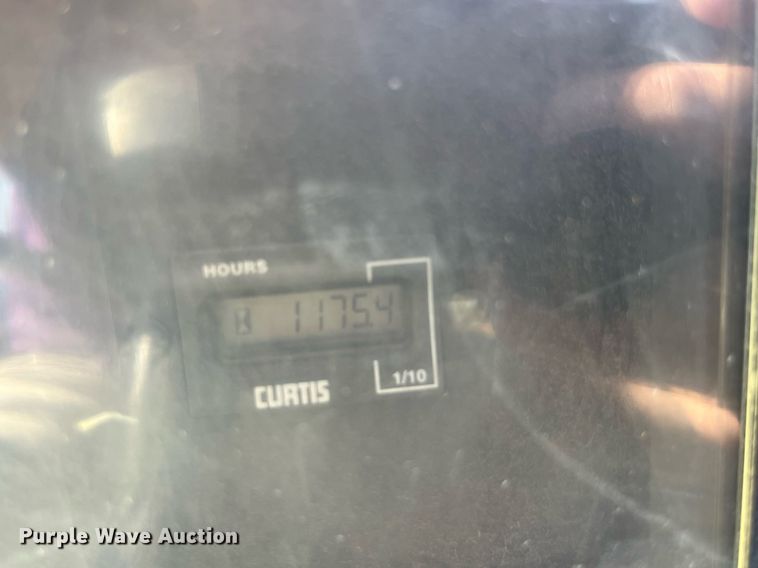 HOURS
1175.4
1/10
CURTIS
Purple Wave Auction